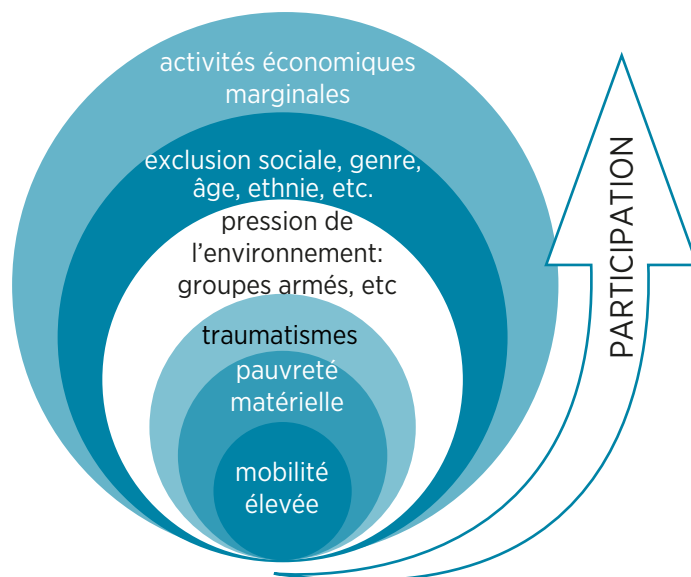 activités économiques
marginales
exclusion sociale, genre,
âge, ethnie, etc.
pression de
l’environnement:
groupes armés, etc
traumatismes
pauvreté
matérielle
mobilité
élevée
PARTICIPATION